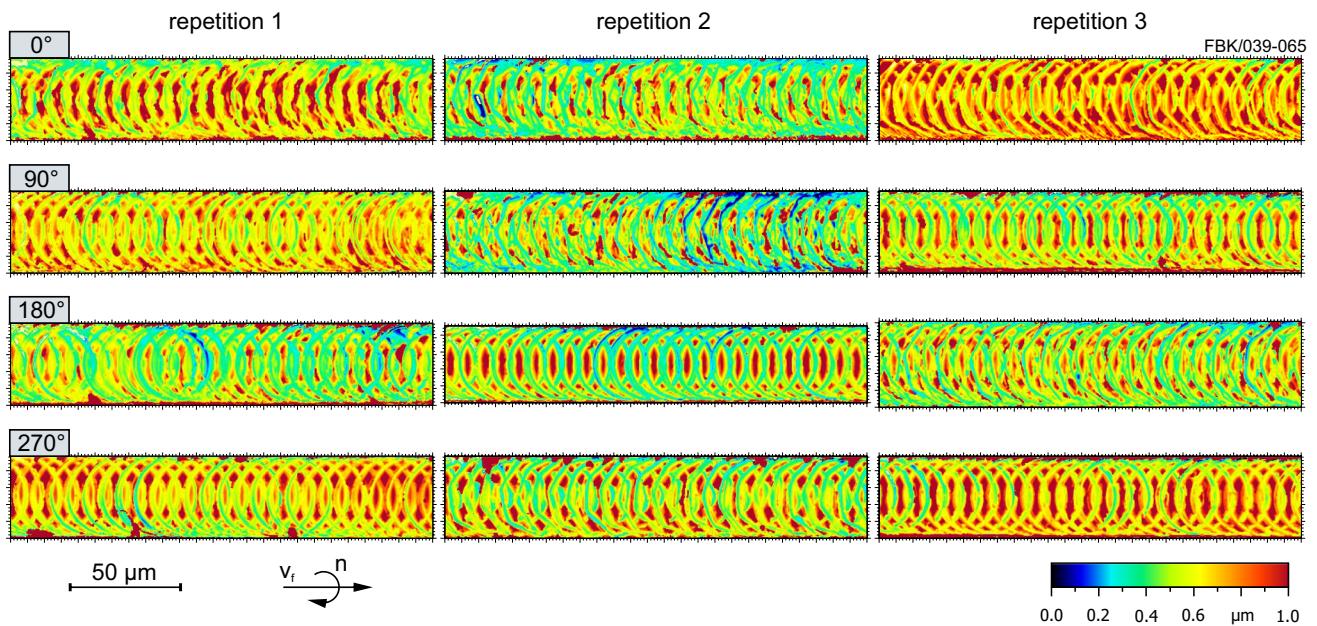 repetition 1 repetition 2 repetition 3
FBK/039-065
0°
90°
180°
270°
50 µm
v_f n
0.0 0.2 0.4 0.6 µm 1.0